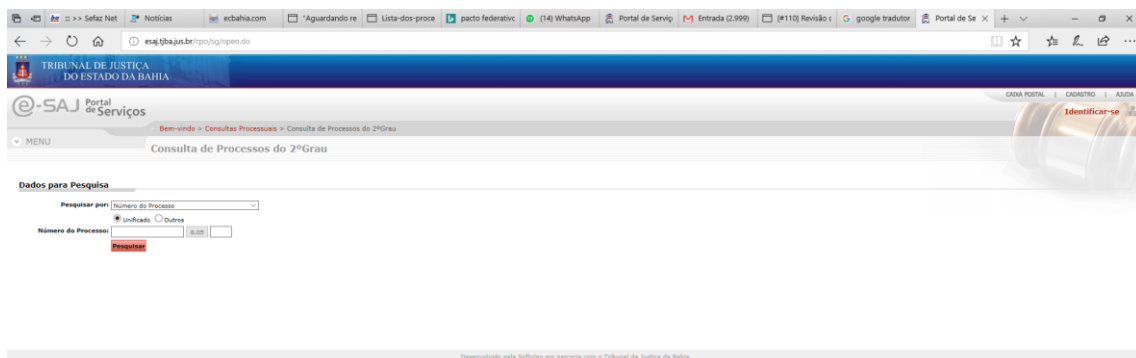 :: >> Sefaz Net Notícias ecbahia.com "Aguardando re Lista-dos-proce pacto federativc (14) WhatsApp Portal de Serviç Entrada (2.999) [#110] Revisão c google tradutor Portal de Se
esaj.tjba.jus.br/cpo/sg/open.do
TRIBUNAL DE JUSTIÇA
DO ESTADO DA BAHIA
CAIXA POSTAL | CADASTRO | AJUDA
e-SAJ Portal de Serviços
Identificar-se
Bem-vindo > Consultas Processuais > Consulta de Processos do 2ºGrau
MENU
Consulta de Processos do 2ºGrau
Dados para Pesquisa
Pesquisar por: Número do Processo
Unificado Outros
Número do Processo: 8.05
Pesquisar
Desenvolvido pela Softplan em parceria com o Tribunal de Justiça da Bahia